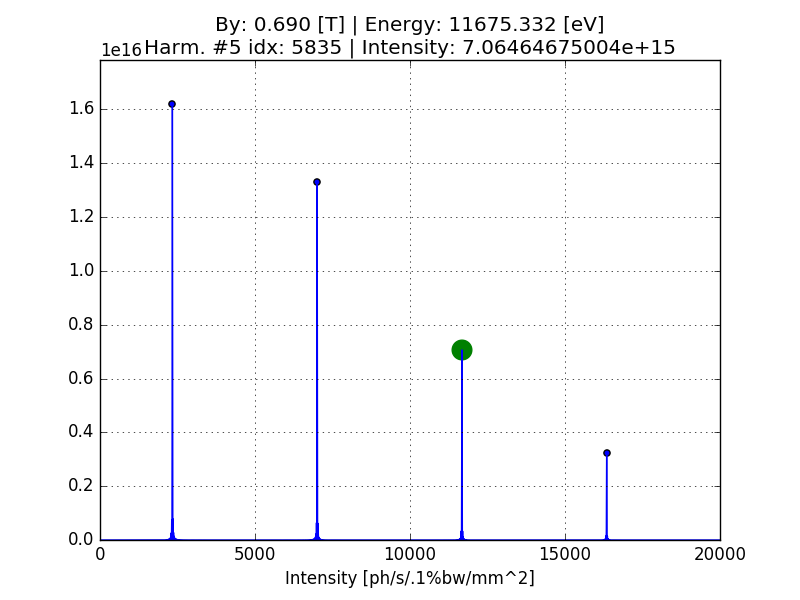 By: 0.690 [T] | Energy: 11675.332 [eV]
1e16 Harm. #5 idx: 5835 | Intensity: 7.06464675004e+15
1.6
1.4
1.2
1.0
0.8
0.6
0.4
0.2
0.0
0 5000 10000 15000 20000
Intensity [ph/s/.1%bw/mm^2]